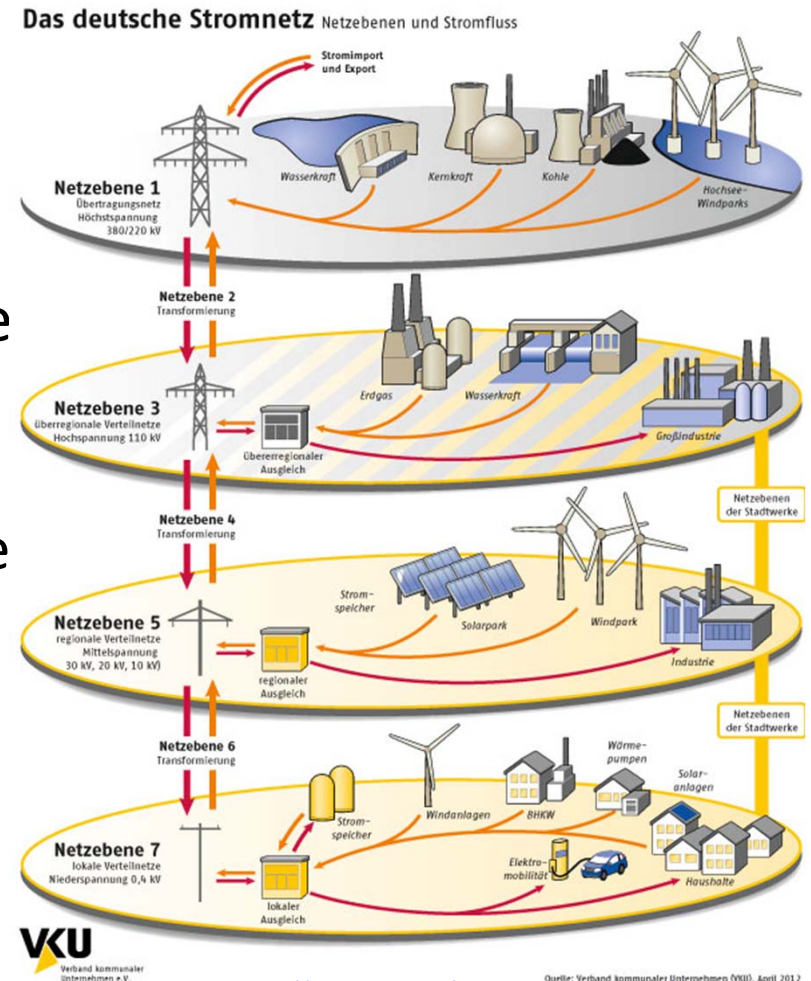 Das deutsche Stromnetz Netzebenen und Stromfluss
Stromimport
und Export
Wasserkraft
Kernkraft
Kohle
Hochsee-
Windparks
Netzebene 1
Übertragungsnetz
Höchstspannung
380/220 kV
Netzebene 2
Transformierung
e
Erdgas
Wasserkraft
Großindustrie
Netzebene 3
überregionale Verteilnetze
Hochspannung 110 kV
übererregionaler
Ausgleich
Netzebenen
der Stadtwerke
Netzebene 4
Transformierung
e
Strom-
speicher
Solarpark
Windpark
Industrie
Netzebene 5
regionale Verteilnetze
Mittelspannung
30 kV, 20 kV, 10 kV)
regionaler
Ausgleich
Netzebenen
der Stadtwerke
Netzebene 6
Transformierung
Strom-
speicher
Windanlagen
BHKW
Wärme-
pumpen
Solar-
anlagen
Netzebene 7
lokale Verteilnetze
Niederspannung 0,4 kV
Elektro-
mobilität
Haushalte
lokaler
Ausgleich
VKU
Verband kommunaler
Unternehmen e.V.
Quelle: Verband kommunaler Unternehmen (VKU), April 2012